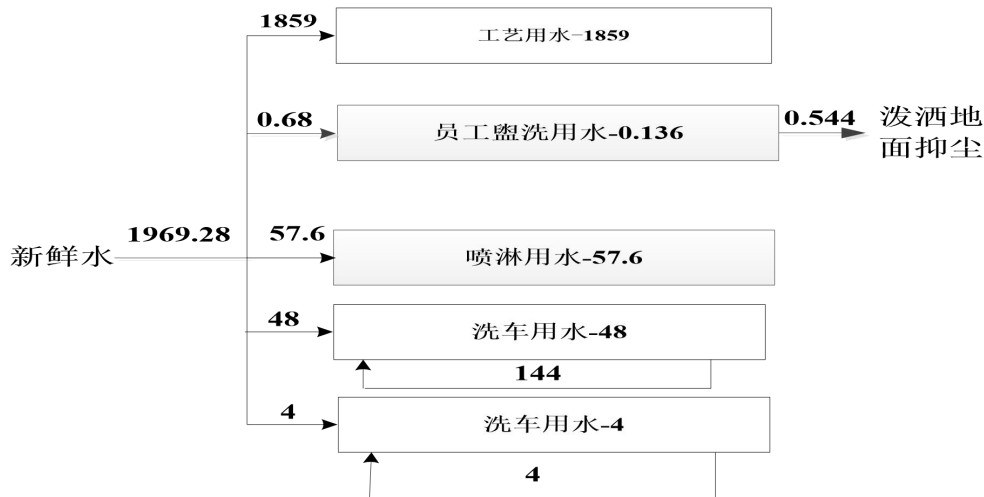 1859
工艺用水-1859
0.68
员工盥洗用水-0.136
0.544
泼洒地
面抑尘
新鲜水
1969.28
57.6
喷淋用水-57.6
48
洗车用水-48
144
4
洗车用水-4
4